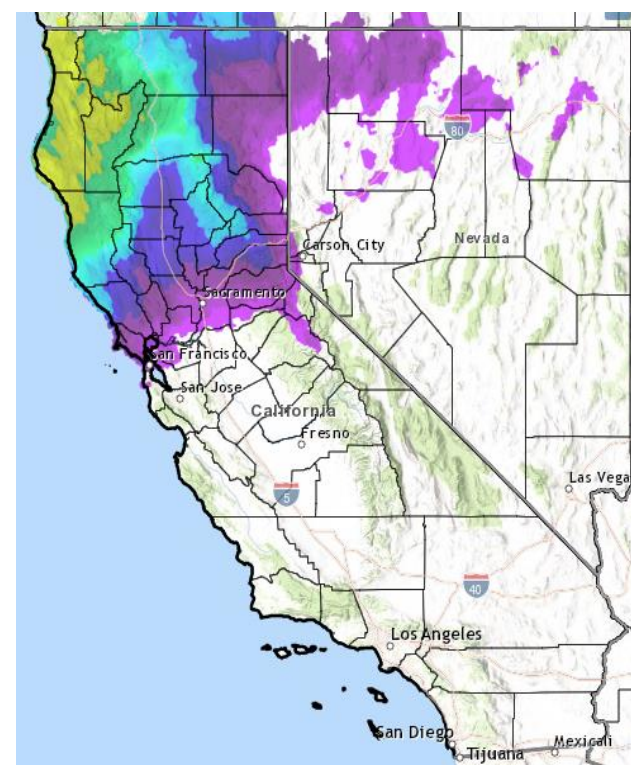 80
Carson City
Nevada
Sacramento
San Francisco
San Jose
California
Fresno
Las Vega
5
40
Los Angeles
San Diego
Mexicali
Tijuana